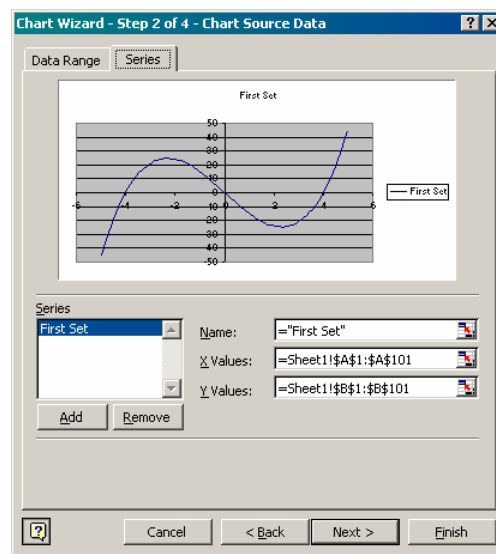 Chart Wizard - Step 2 of 4 - Chart Source Data
Data Range Series
First Set
50
40
30
20
10
0
-6 -4 -2 0 2 4 6
-10
-20
-30
-40
-50
First Set
Series
First Set
Name: ="First Set"
X Values: =Sheet1!$A$1:$A$101
Y Values: =Sheet1!$B$1:$B$101
Add Remove
Cancel < Back Next > Finish